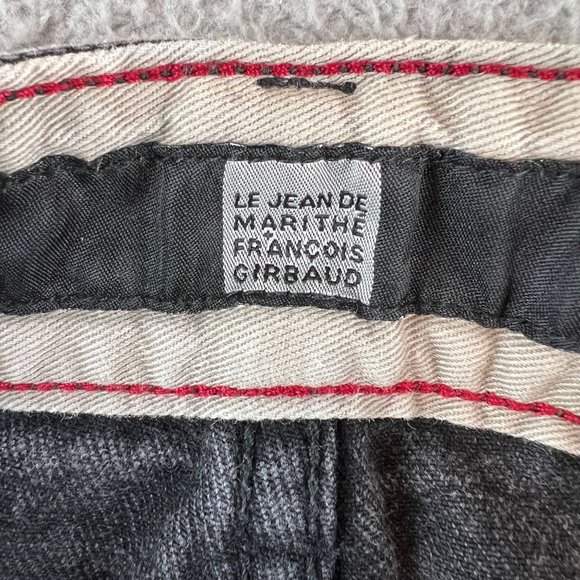 LE JEAN DE
MARITHÉ
+
FRANÇOIS
GIRBAUD